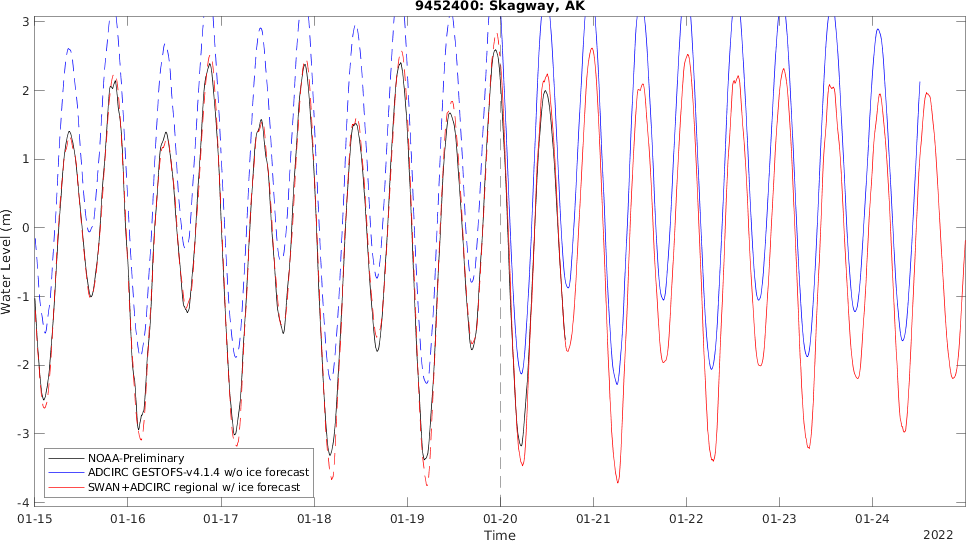 9452400: Skagway, AK
3
2
1
0
-1
-2
-3
-4
Water Level (m)
NOAA-Preliminary
ADCIRC GESTOFS-v4.1.4 w/o ice forecast
SWAN+ADCIRC regional w/ ice forecast
01-15 01-16 01-17 01-18 01-19 01-20 01-21 01-22 01-23 01-24
Time
2022